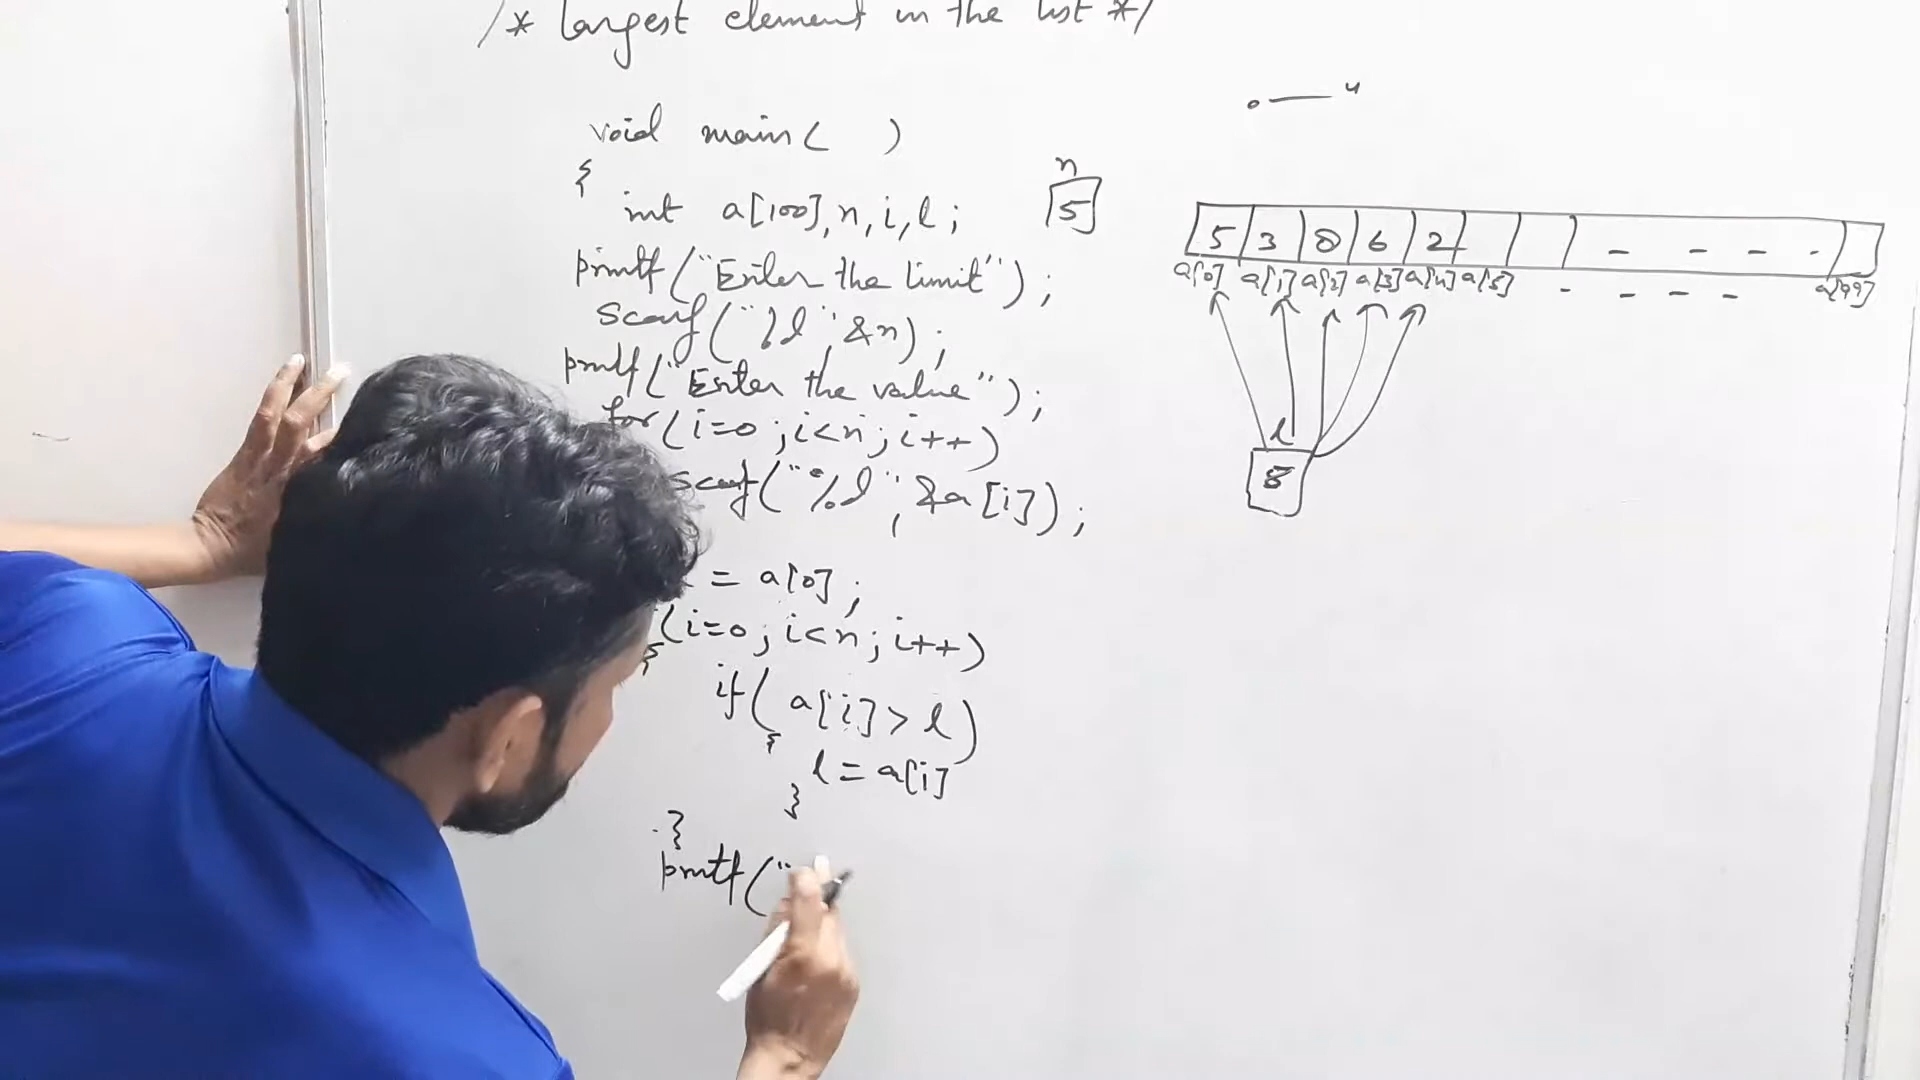 /* largest element in the list */
void main( )
{
int a[100], n, i, l;
printf("Enter the limit");
scanf("%d", &n);
printf("Enter the value");
for(i=0; i<n; i++)
scanf("%d", &a[i]);
= a[0];
(i=0; i<n; i++)
{
if( a[i]> l)
{
l = a[i]
}
}
printf("
0 — 4
n
5
5 3 8 6 2 - - - -
a[0] a[1] a[2] a[3] a[4] a[5] - - - - a[99]
l
8